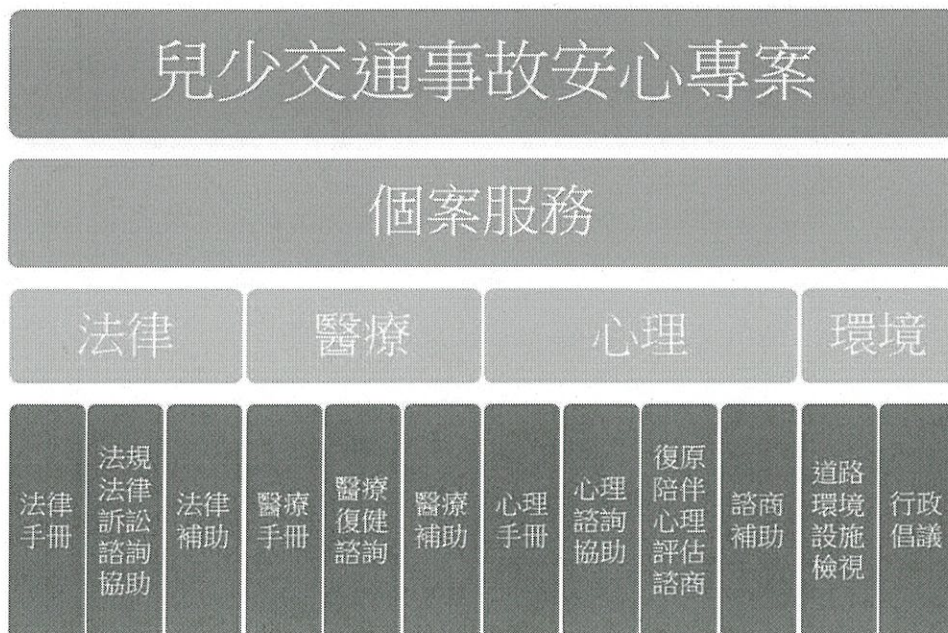 兒少交通事故安心專案
個案服務
法律
醫療
心理
環境
法律
手冊
法規
法律
訴訟
諮詢
協助
法律
補助
醫療
手冊
醫療
復健
諮詢
醫療
補助
心理
手冊
心理
諮詢
協助
復原
陪伴
心理
評估
諮商
諮商
補助
道路
環境
設施
檢視
行政
倡議